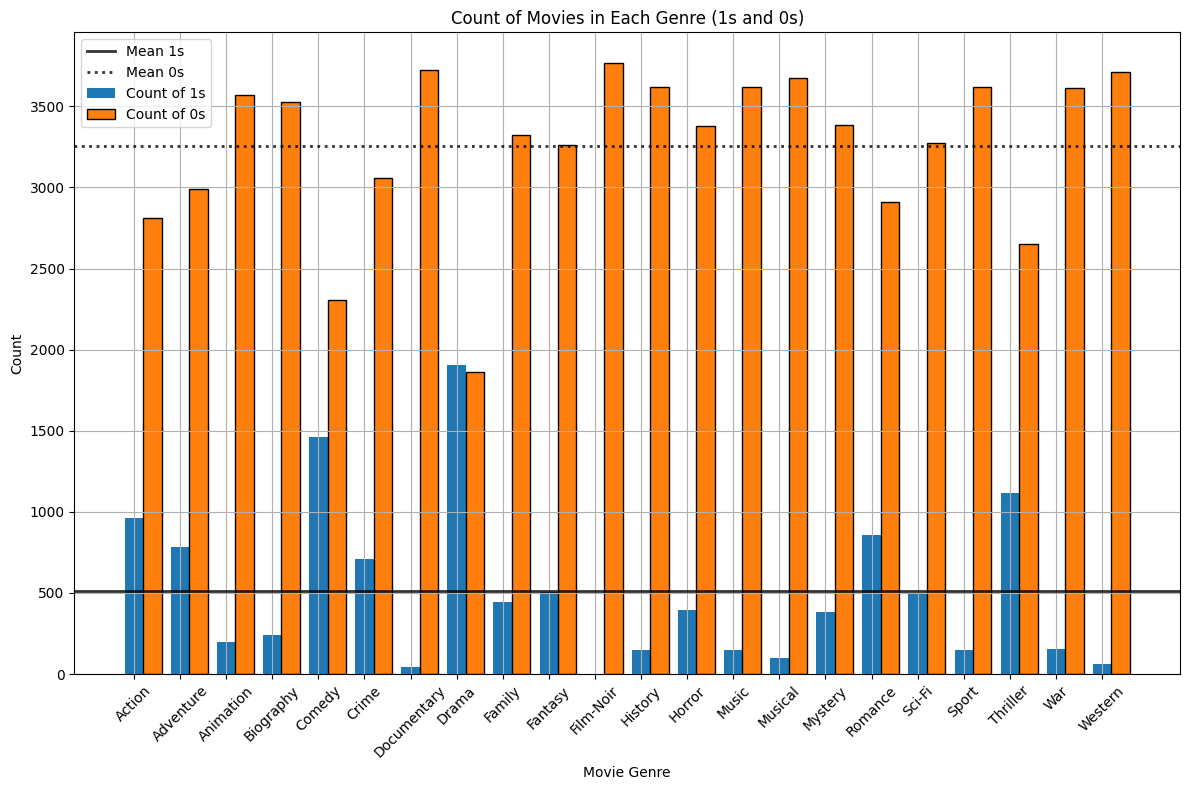 Count of Movies in Each Genre (1s and 0s)
Mean 1s
Mean 0s
Count of 1s
Count of 0s
Count
3500
3000
2500
2000
1500
1000
500
0
Action
Adventure
Animation
Biography
Comedy
Crime
Documentary
Drama
Family
Fantasy
Film-Noir
History
Horror
Music
Musical
Mystery
Romance
Sci-Fi
Sport
Thriller
War
Western
Movie Genre